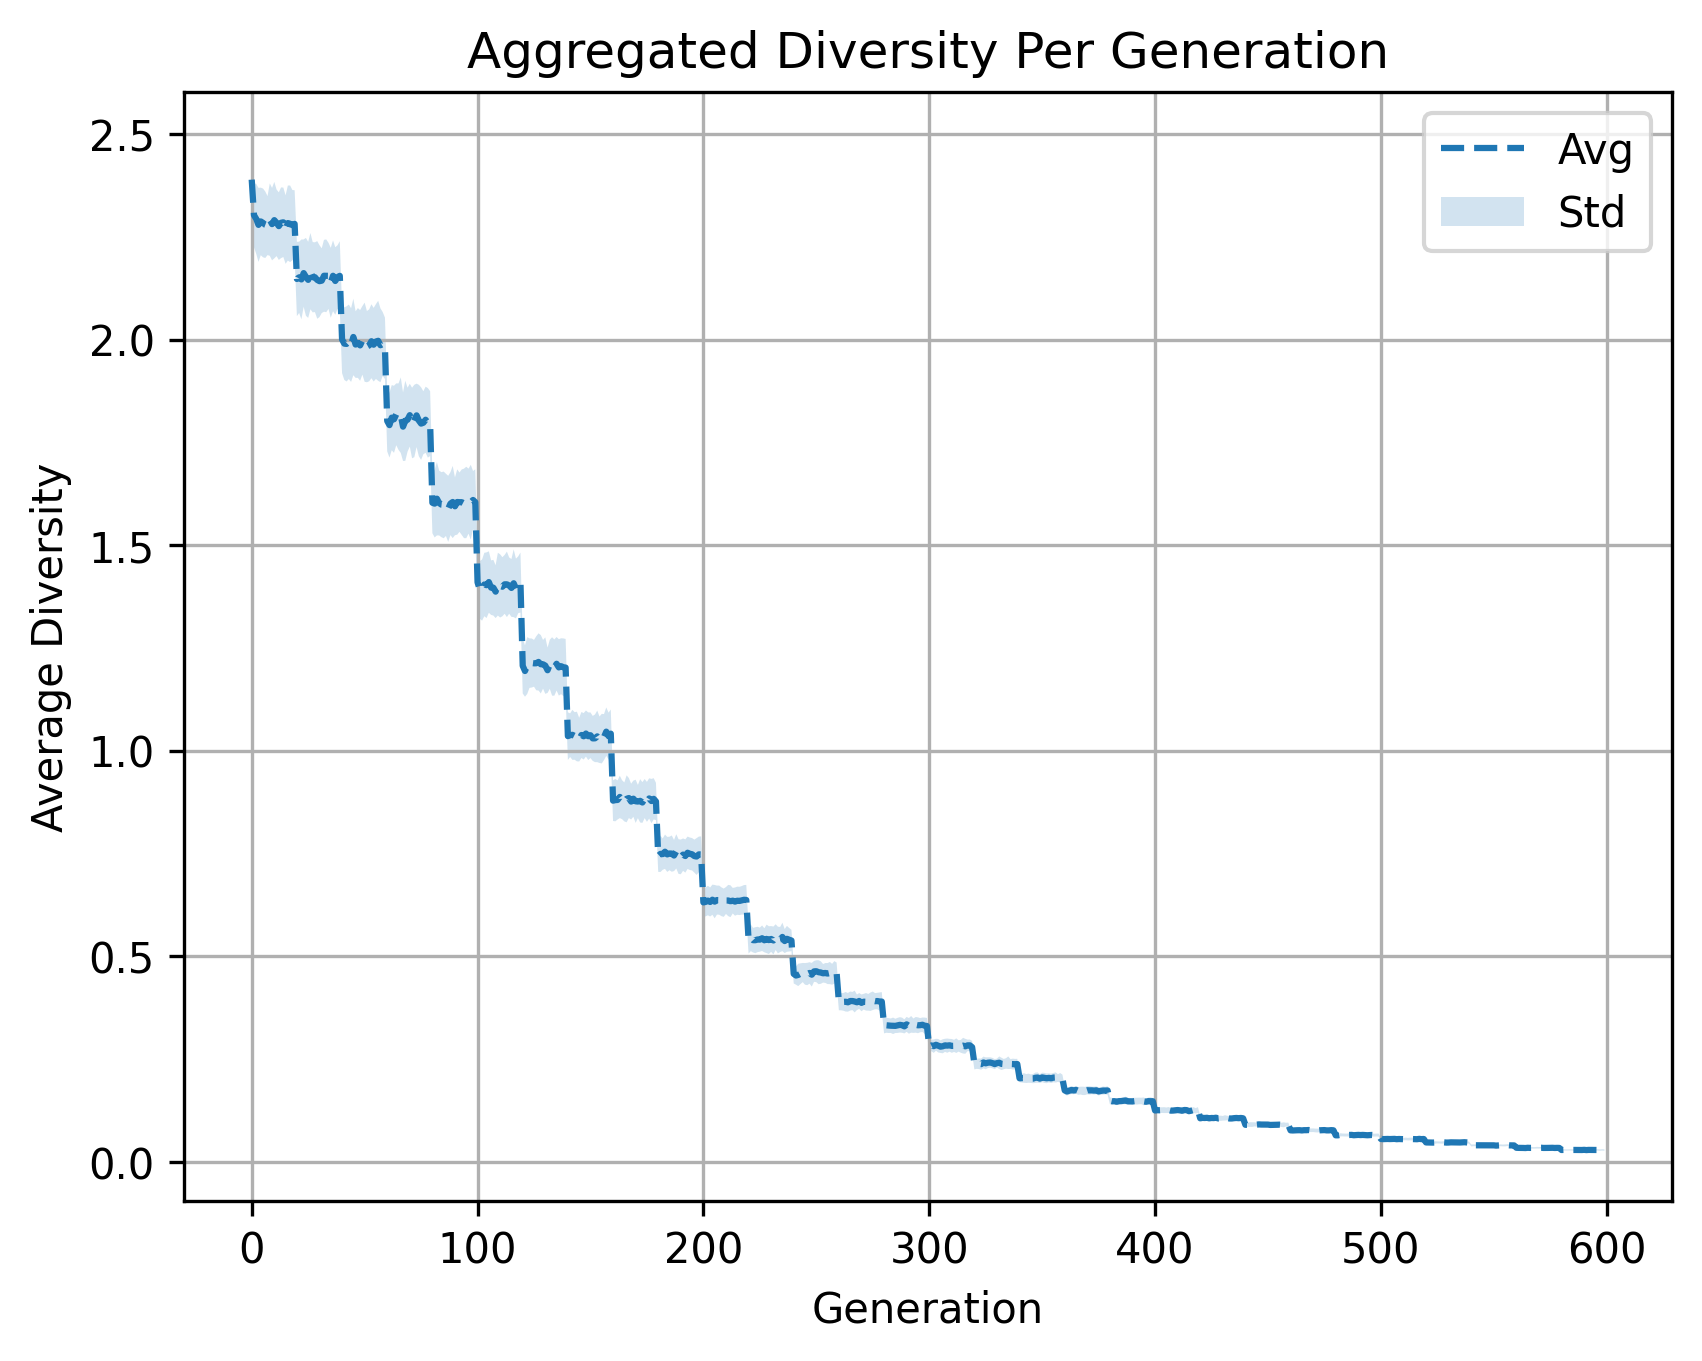 Aggregated Diversity Per Generation
Avg
Std
Average Diversity
2.5
2.0
1.5
1.0
0.5
0.0
0 100 200 300 400 500 600
Generation